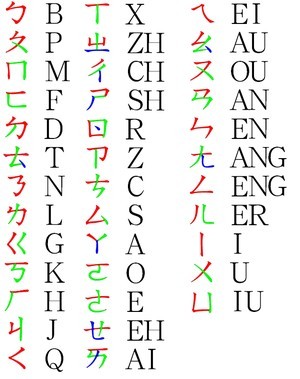 ㄅ B ㄒ X ㄟ EI
ㄆ P ㄓ ZH ㄠ AU
ㄇ M ㄔ CH ㄡ OU
ㄈ F ㄕ SH ㄢ AN
ㄉ D ㄖ R ㄣ EN
ㄊ T ㄗ Z ㄤ ANG
ㄋ N ㄘ C ㄥ ENG
ㄌ L ㄙ S ㄦ ER
ㄍ G ㄚ A ㄧ I
ㄎ K ㄛ O ㄨ U
ㄏ H ㄜ E ㄩ IU
ㄐ J ㄝ EH
ㄑ Q ㄞ AI